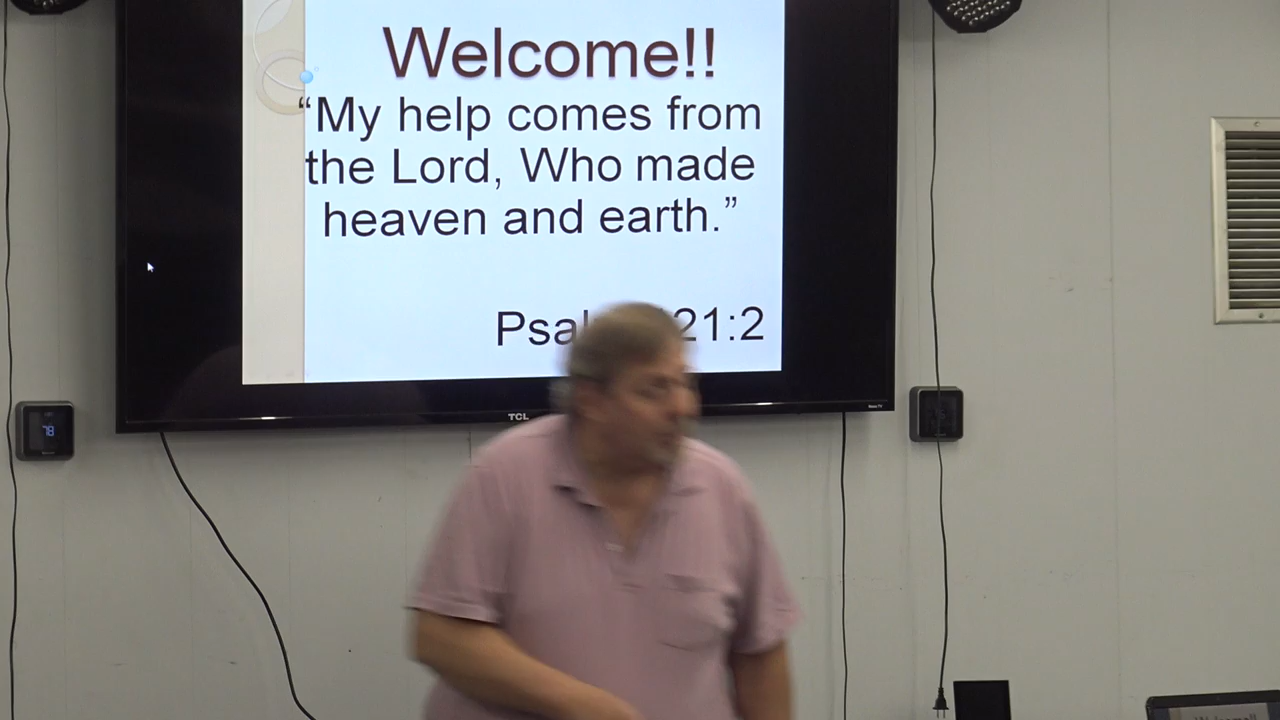 Welcome!!
“My help comes from
the Lord, Who made
heaven and earth.”
21:2
TCL
78